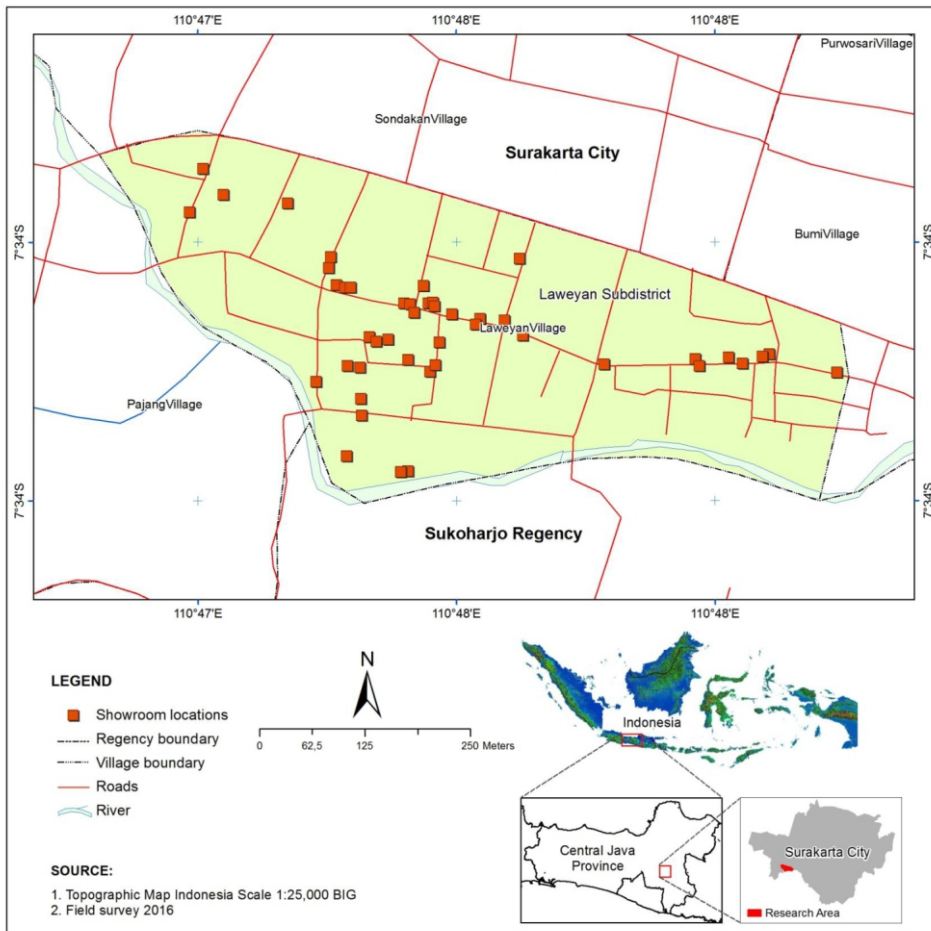 110°47'E
110°48'E
110°48'E
PurwosariVillage
SondakanVillage
Surakarta City
BumiVillage
7°34'S
7°34'S
Laweyan Subdistrict
LaweyanVillage
PajangVillage
7°34'S
7°34'S
Sukoharjo Regency
110°47'E
110°48'E
110°48'E
LEGEND
Showroom locations
Regency boundary
Village boundary
Roads
River
N
0 62,5 125 250 Meters
Indonesia
Central Java
Province
Surakarta City
Research Area
SOURCE:
1. Topographic Map Indonesia Scale 1:25,000 BIG
2. Field survey 2016